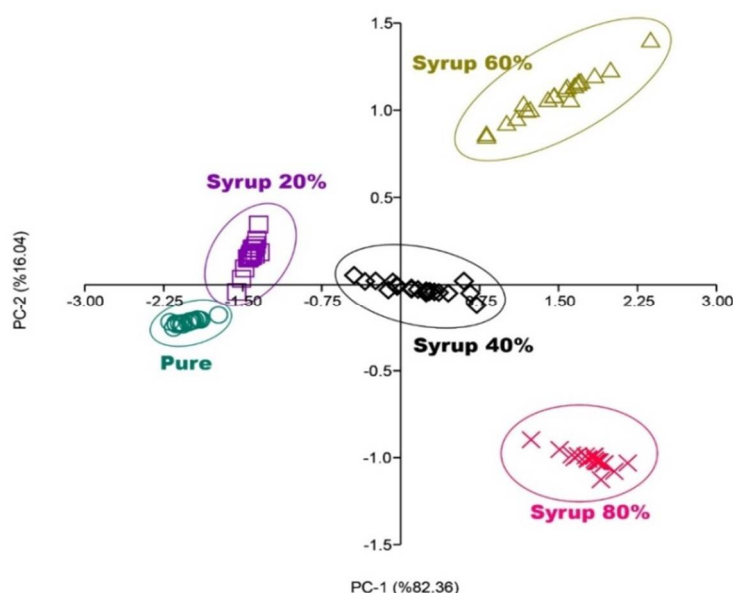 1.5
Syrup 60%
1.0
Syrup 20%
0.5
PC-2 (%16.04)
-3.00 -2.25 -1.50 -0.75 0.75 1.50 2.25 3.00
Pure
Syrup 40%
-0.5
-1.0
Syrup 80%
-1.5
PC-1 (%82.36)